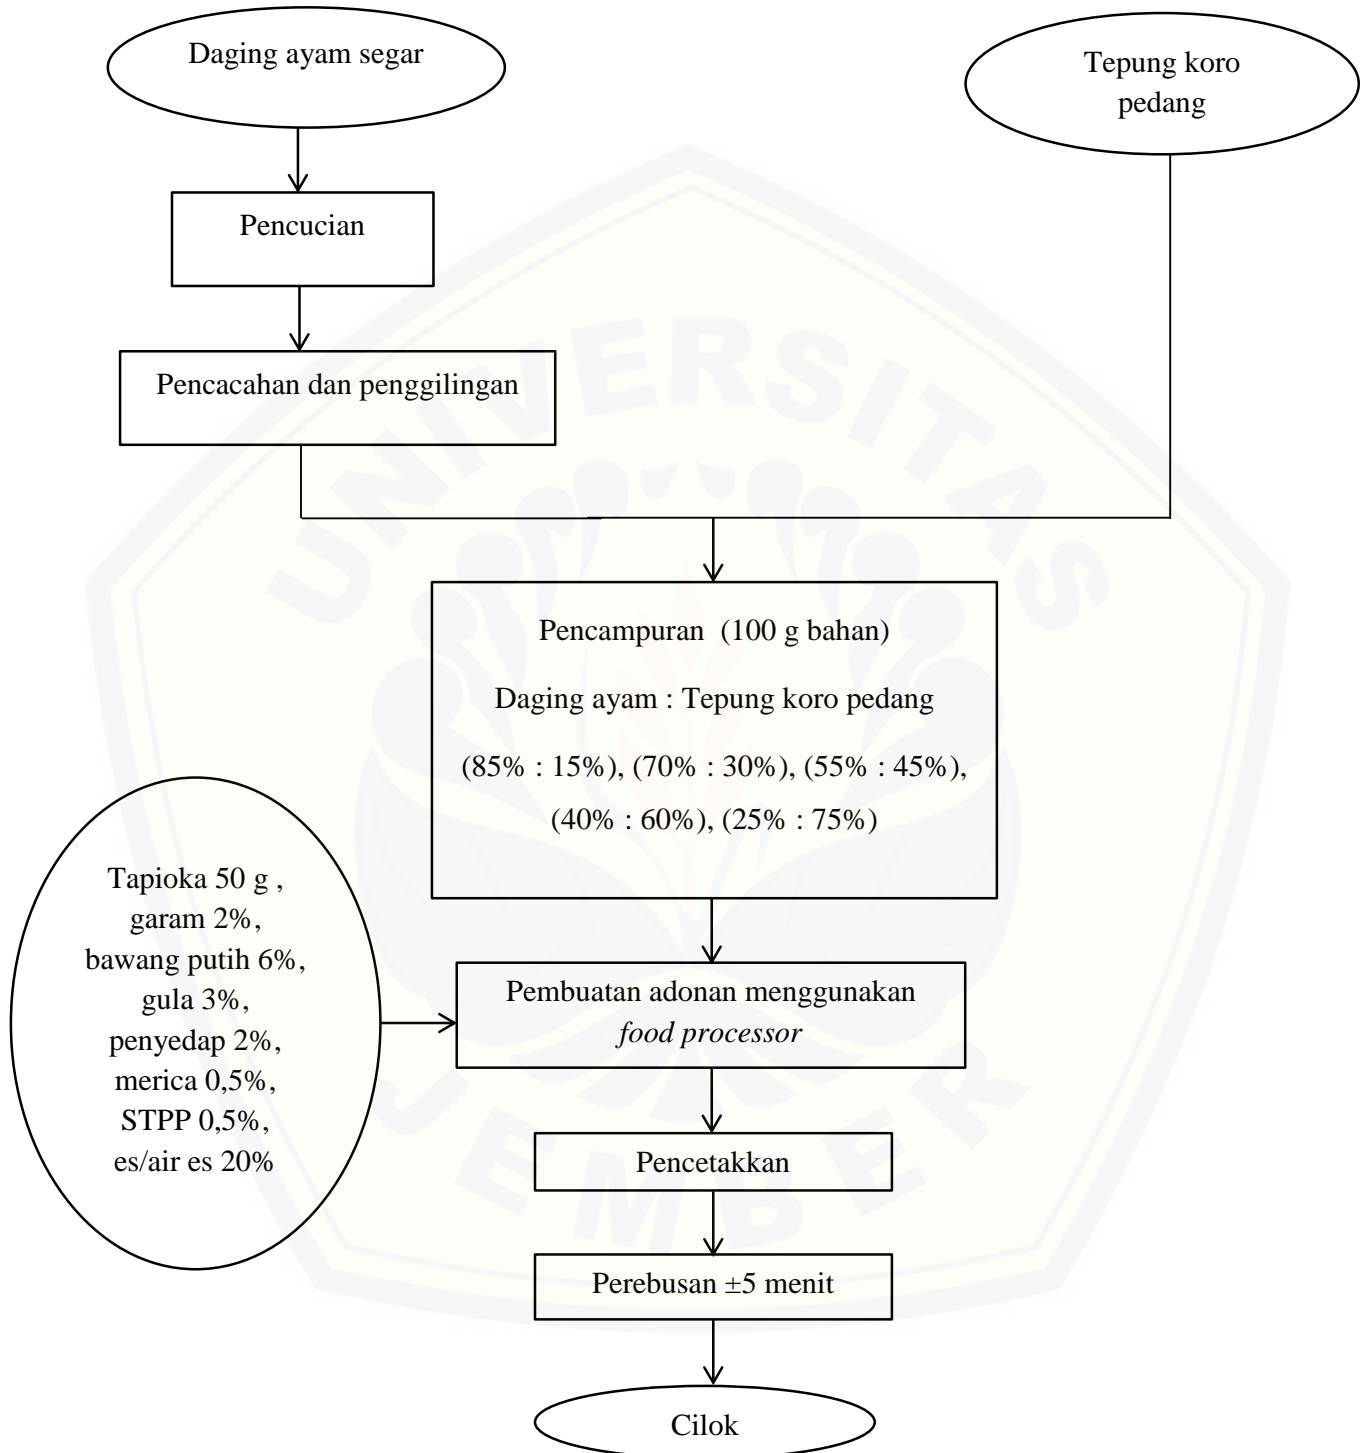 Daging ayam segar
Tepung koro
pedang
Pencucian
Pencacahan dan penggilingan
Pencampuran (100 g bahan)
Daging ayam : Tepung koro pedang
(85% : 15%), (70% : 30%), (55% : 45%),
(40% : 60%), (25% : 75%)
Tapioka 50 g ,
garam 2%,
bawang putih 6%,
gula 3%,
penyedap 2%,
merica 0,5%,
STPP 0,5%,
es/air es 20%
Pembuatan adonan menggunakan
food processor
Pencetakkan
Perebusan ±5 menit
Cilok
UNIVERSITAS
JEMBER